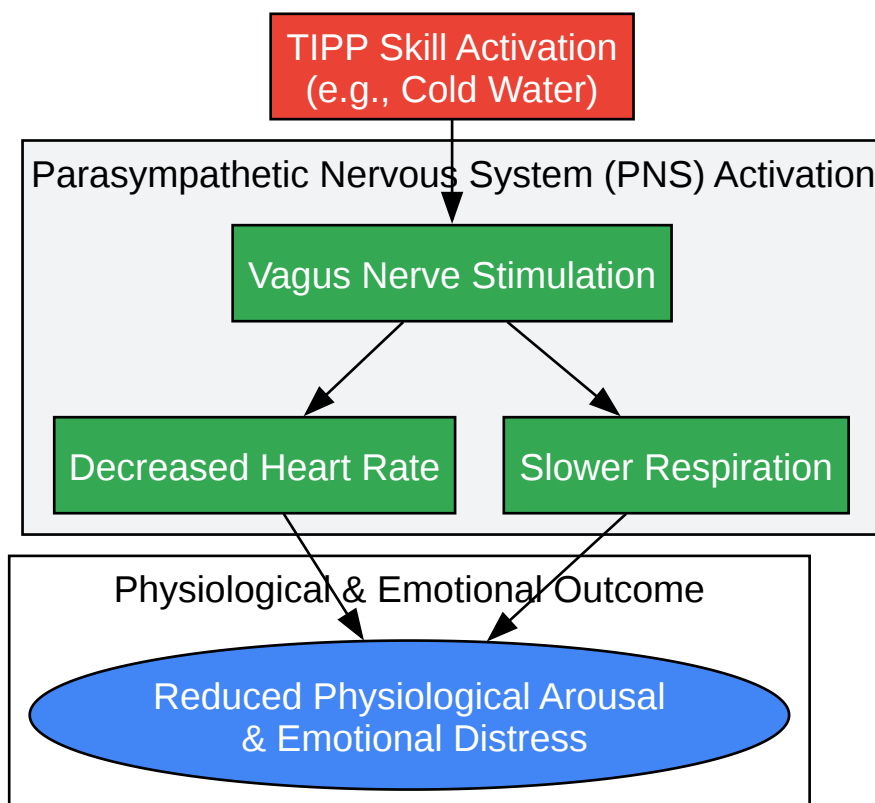 TIPP Skill Activation
(e.g., Cold Water)
Parasympathetic Nervous System (PNS) Activation
Vagus Nerve Stimulation
Decreased Heart Rate
Slower Respiration
Physiological & Emotional Outcome
Reduced Physiological Arousal
& Emotional Distress